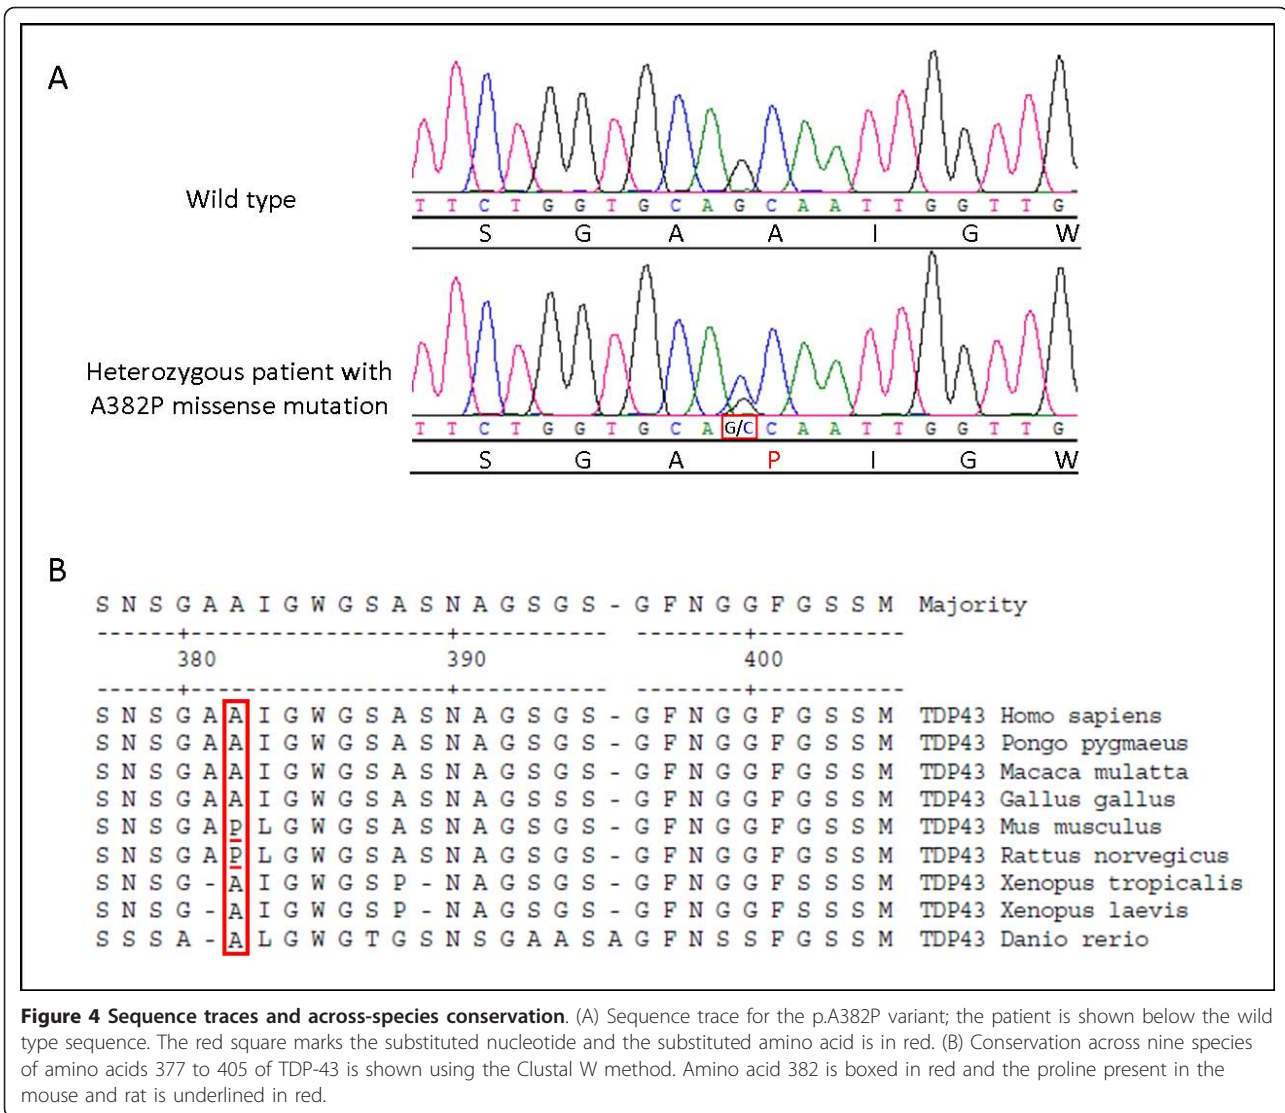 A
Wild type
T T C T G G T G C A G C A A T T G G T T G
S G A A I G W
Heterozygous patient with
A382P missense mutation
T T C T G G T G C A G/C C A A T T G G T T G
S G A P I G W
B
S N S G A A I G W G S A S N A G S G S - G F N G G F G S S M Majority
------+-------------------+----------- --------+-----------
380 390 400
------+-------------------+----------- --------+-----------
S N S G A A I G W G S A S N A G S G S - G F N G G F G S S M TDP43 Homo sapiens
S N S G A A I G W G S A S N A G S G S - G F N G G F G S S M TDP43 Pongo pygmaeus
S N S G A A I G W G S A S N A G S G S - G F N G G F G S S M TDP43 Macaca mulatta
S N S G A A I G W G S A S N A G S S S - G F N G G F G S S M TDP43 Gallus gallus
S N S G A P L G W G S A S N A G S G S - G F N G G F G S S M TDP43 Mus musculus
S N S G A P L G W G S A S N A G S G S - G F N G G F G S S M TDP43 Rattus norvegicus
S N S G - A I G W G S P - N A G S G S - G F N G G F S S S M TDP43 Xenopus tropicalis
S N S G - A I G W G S P - N A G S G S - G F N G G F S S S M TDP43 Xenopus laevis
S S S A - A L G W G T G S N S G A A S A G F N S S F G S S M TDP43 Danio rerio
Figure 4 Sequence traces and across-species conservation. (A) Sequence trace for the p.A382P variant; the patient is shown below the wild
type sequence. The red square marks the substituted nucleotide and the substituted amino acid is in red. (B) Conservation across nine species
of amino acids 377 to 405 of TDP-43 is shown using the Clustal W method. Amino acid 382 is boxed in red and the proline present in the
mouse and rat is underlined in red.